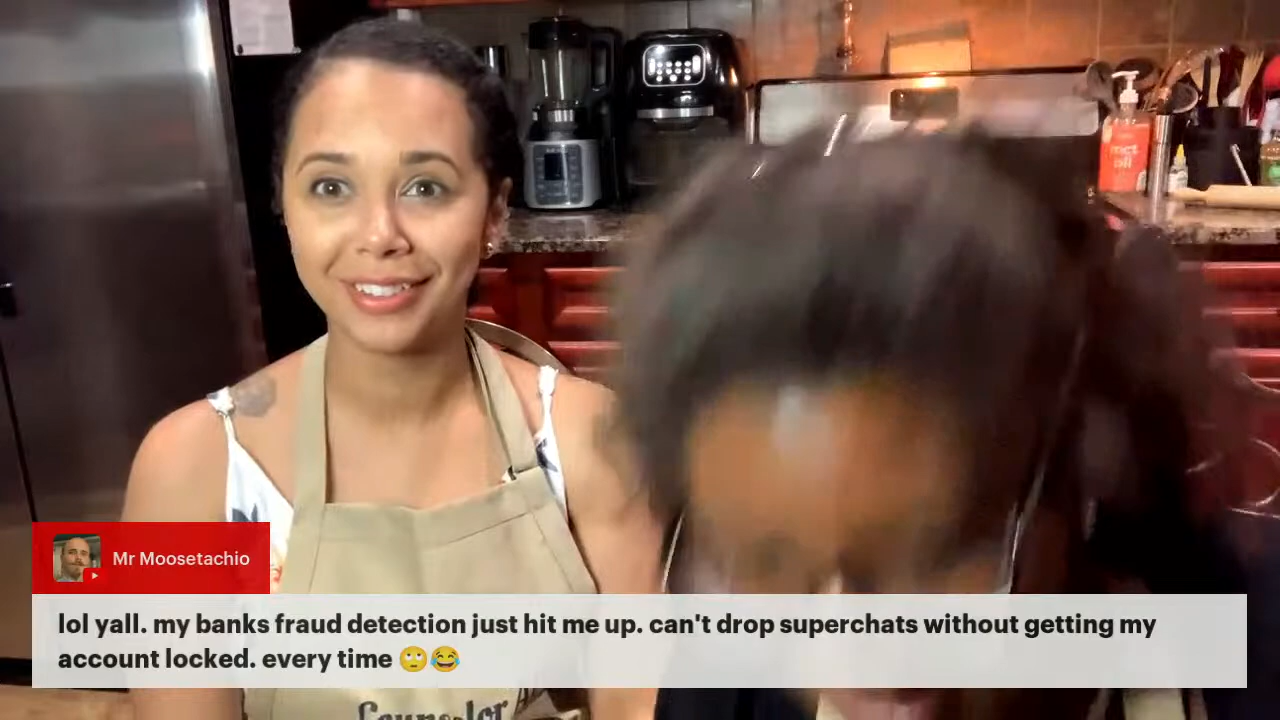 Mr Moosetachio
lol yall. my banks fraud detection just hit me up. can't drop superchats without getting my
account locked. every time 🙄😂
Counselor